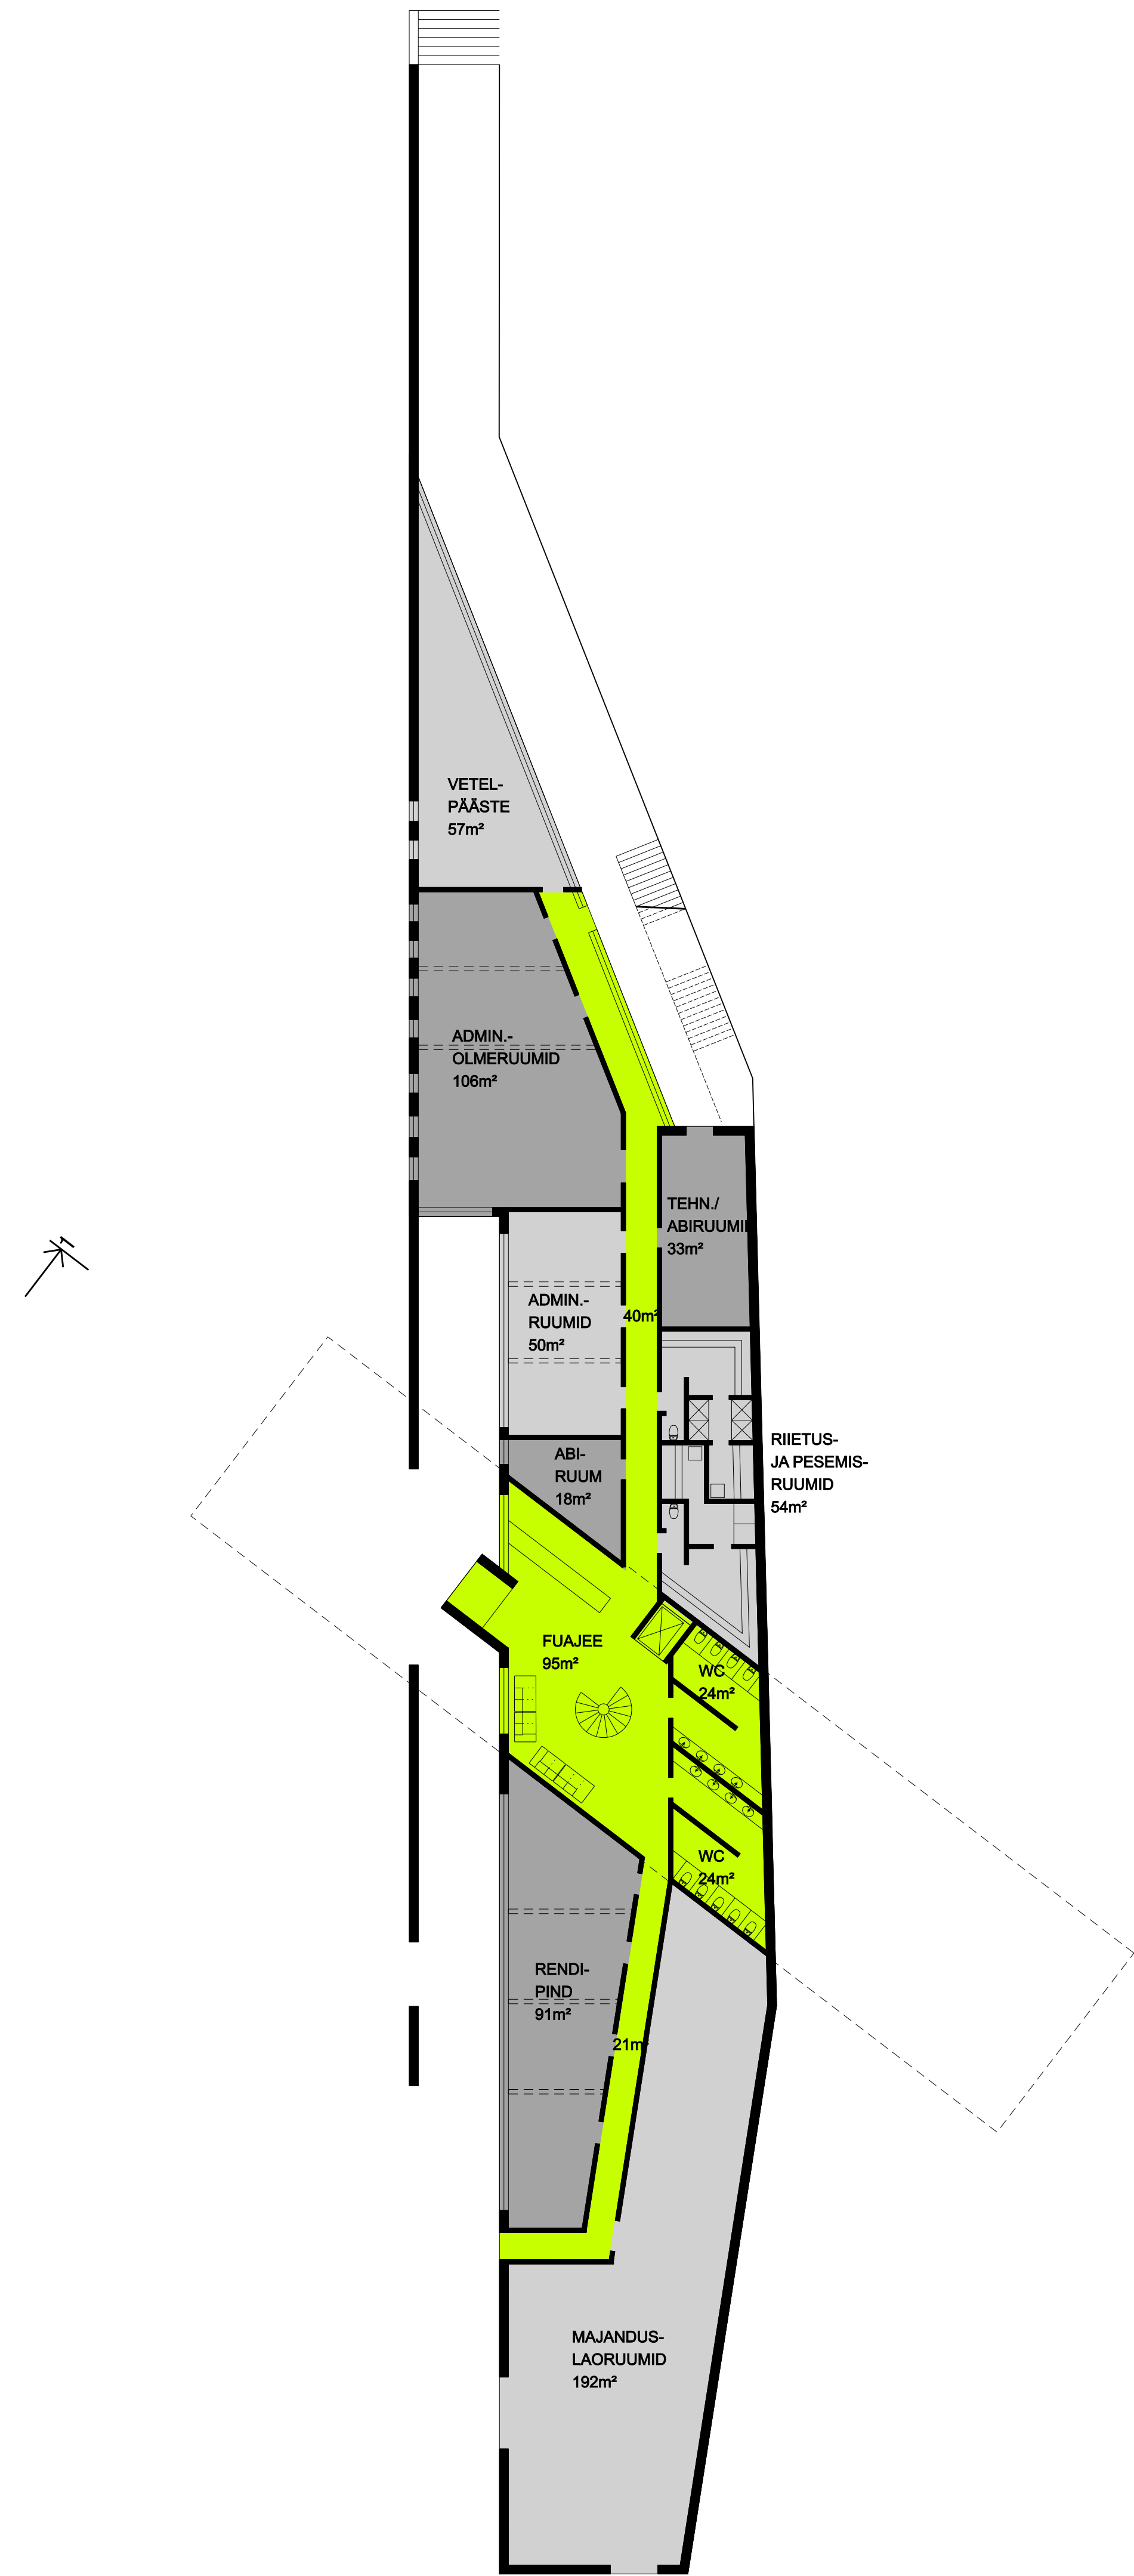 VETEL-
PÄÄSTE
57m²
ADMIN.-
OLMERUUMID
106m²
TEHN./
ABIRUUMID
33m²
ADMIN.-
RUUMID
50m²
40m²
RIIETUS-
JA PESEMIS-
RUUMID
54m²
ABI-
RUUM
18m²
FUAJEE
95m²
WC
24m²
WC
24m²
RENDI-
PIND
91m²
21m²
MAJANDUS-
LAORUUMID
192m²